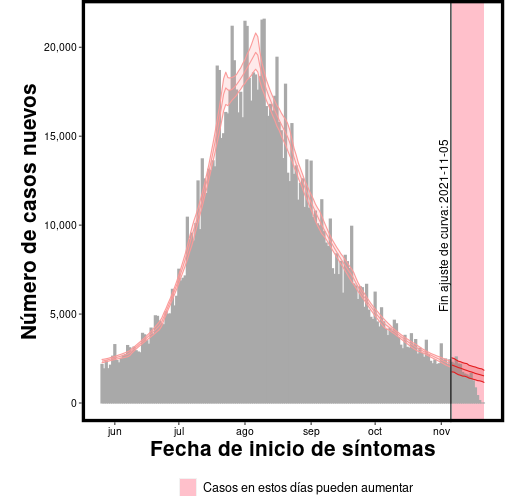 Número de casos nuevos
20,000
15,000
10,000
5,000
0
Fin ajuste de curva: 2021-11-05
jun jul ago sep oct nov
Fecha de inicio de síntomas
Casos en estos días pueden aumentar